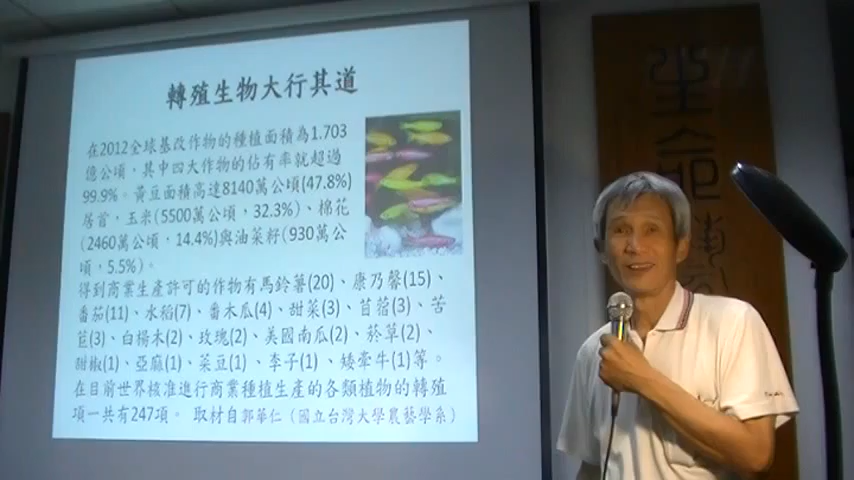 轉殖生物大行其道
在2012全球基改作物的種植面積為1.703
億公頃，其中四大作物的佔有率就超過
99.9%。黃豆面積高達8140萬公頃(47.8%)
居首，玉米(5500萬公頃，32.3%)、棉花
(2460萬公頃，14.4%)與油菜籽(930萬公
頃，5.5%)。
得到商業生產許可的作物有馬鈴薯(20)、康乃馨(15)、
番茄(11)、水稻(7)、番木瓜(4)、甜菜(3)、苜蓿(3)、苦
苣(3)、白楊木(2)、玫瑰(2)、美國南瓜(2)、菸草(2)、
甜椒(1)、亞麻(1)、菜豆(1)、李子(1)、矮牽牛(1)等。
在目前世界核准進行商業種植生產的各類植物的轉殖
項一共有247項。 取材自郭華仁（國立台灣大學農藝學系）
生命